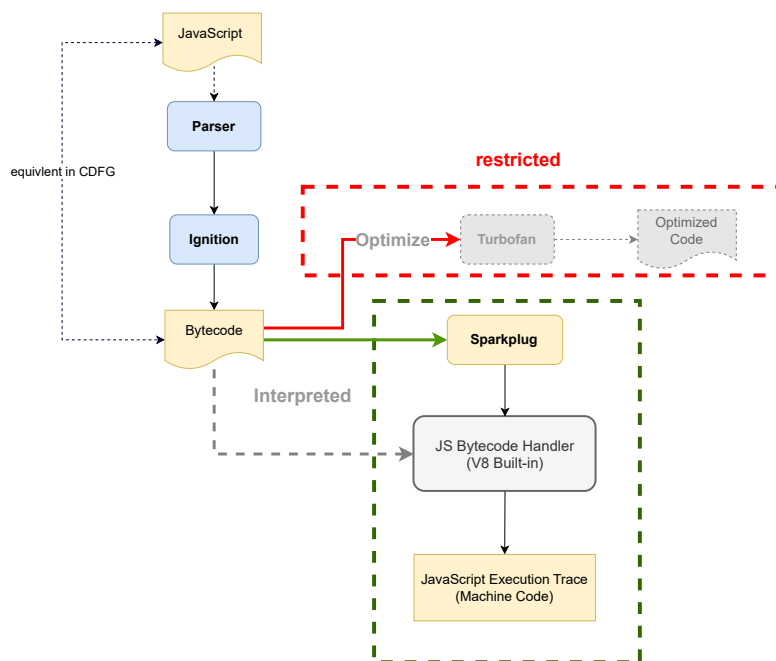 JavaScript
Parser
equivlent in CDFG
restricted
Ignition
Optimize
Turbofan
Optimized
Code
Bytecode
Sparkplug
Interpreted
JS Bytecode Handler
(V8 Built-in)
JavaScript Execution Trace
(Machine Code)